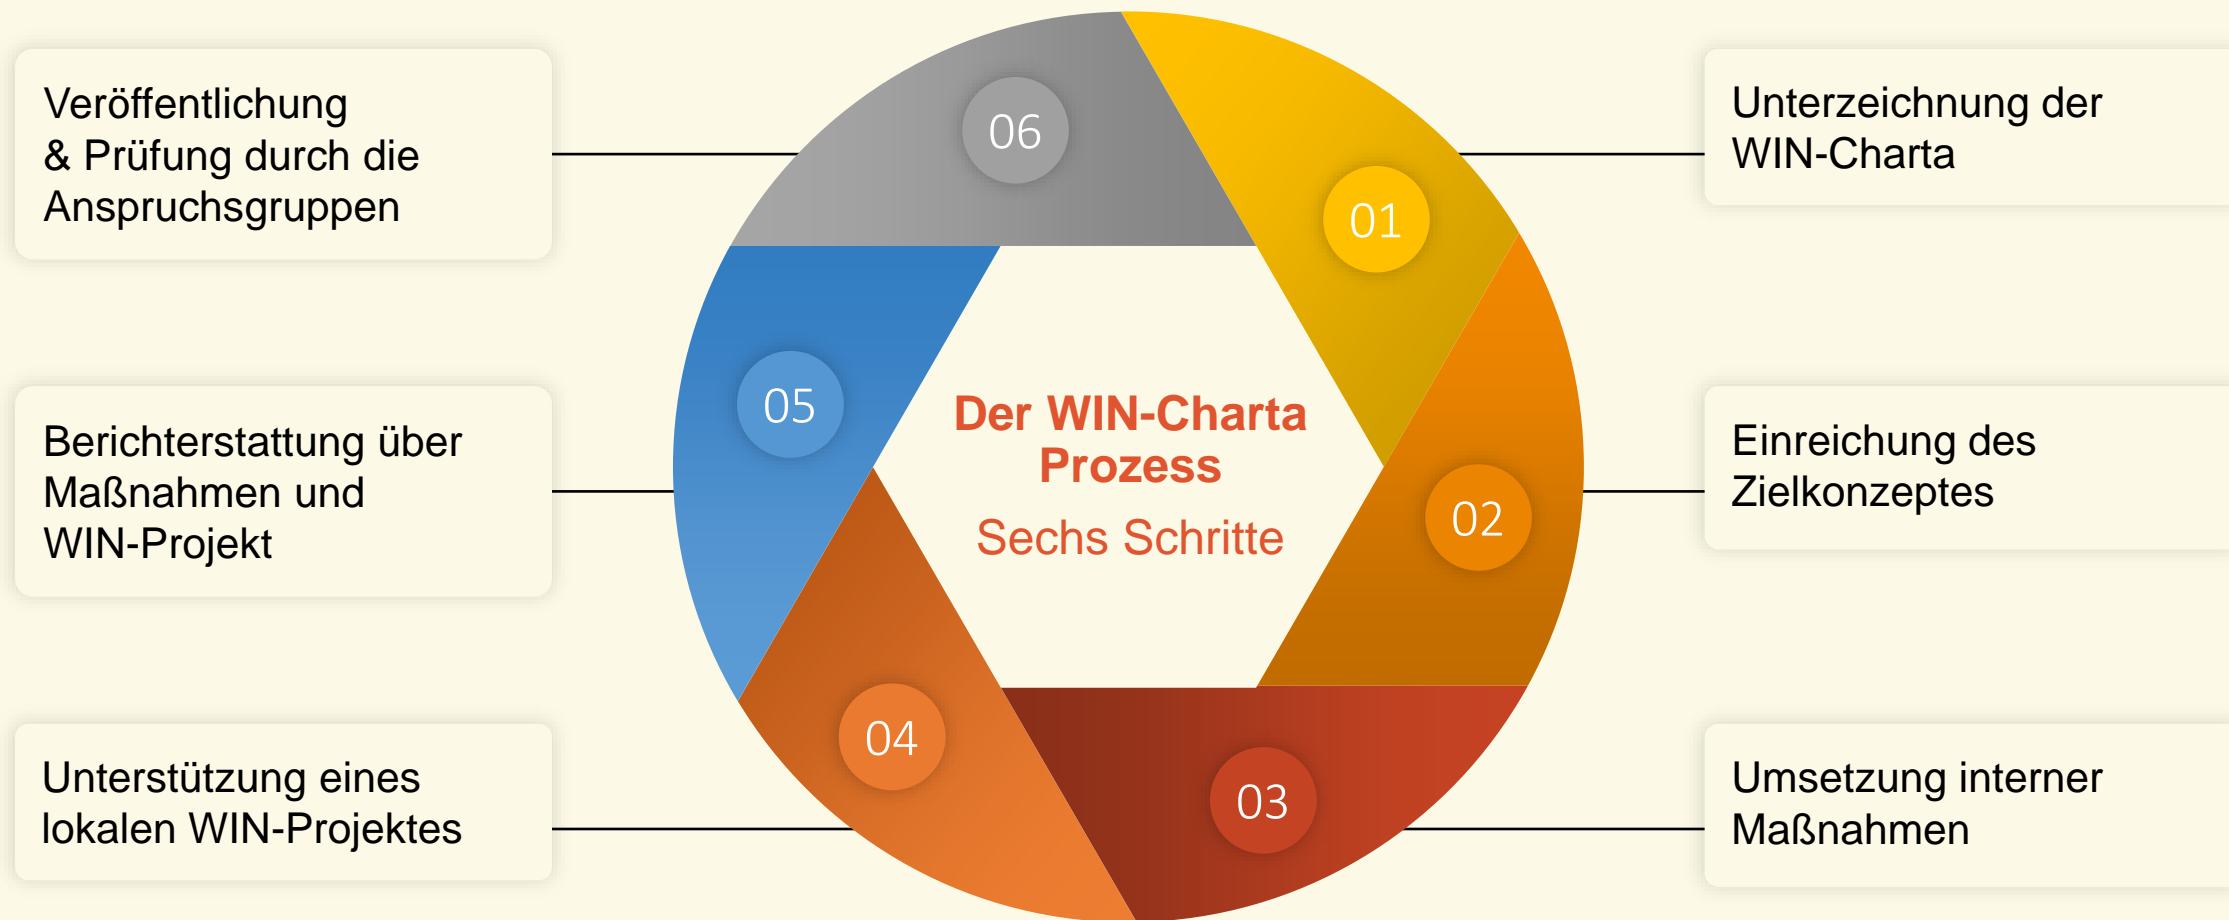 Der WIN-Charta
Prozess
Sechs Schritte
01
Unterzeichnung der
WIN-Charta
02
Einreichung des
Zielkonzeptes
03
Umsetzung interner
Maßnahmen
04
Unterstützung eines
lokalen WIN-Projektes
05
Berichterstattung über
Maßnahmen und
WIN-Projekt
06
Veröffentlichung
& Prüfung durch die
Anspruchsgruppen